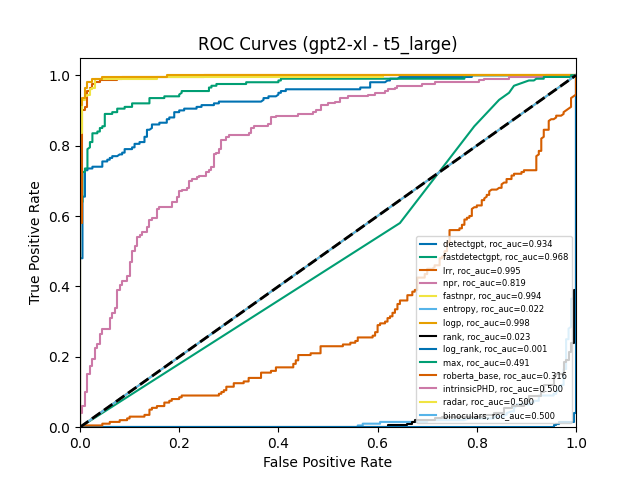 ROC Curves (gpt2-xl - t5_large)
1.0
0.8
0.6
0.4
0.2
0.0
True Positive Rate
detectgpt, roc_auc=0.934
fastdetectgpt, roc_auc=0.968
lrr, roc_auc=0.995
npr, roc_auc=0.819
fastnpr, roc_auc=0.994
entropy, roc_auc=0.022
logp, roc_auc=0.998
rank, roc_auc=0.023
log_rank, roc_auc=0.001
max, roc_auc=0.491
roberta_base, roc_auc=0.316
intrinsicPHD, roc_auc=0.500
radar, roc_auc=0.500
binoculars, roc_auc=0.500
0.0 0.2 0.4 0.6 0.8 1.0
False Positive Rate